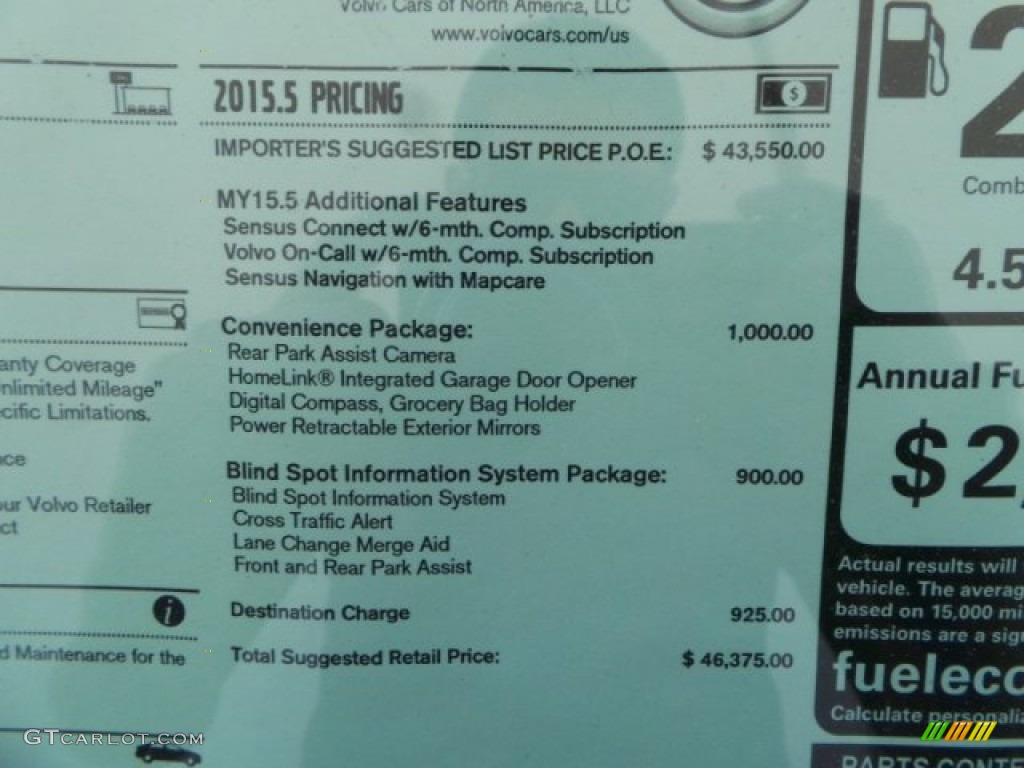 Volvo Cars of North America, LLC
www.volvocars.com/us
2015.5 PRICING
$
IMPORTER'S SUGGESTED LIST PRICE P.O.E.: $ 43,550.00
MY15.5 Additional Features
Sensus Connect w/6-mth. Comp. Subscription
Volvo On-Call w/6-mth. Comp. Subscription
Sensus Navigation with Mapcare
Convenience Package: 1,000.00
Rear Park Assist Camera
HomeLink® Integrated Garage Door Opener
Digital Compass, Grocery Bag Holder
Power Retractable Exterior Mirrors
Blind Spot Information System Package: 900.00
Blind Spot Information System
Cross Traffic Alert
Lane Change Merge Aid
Front and Rear Park Assist
Destination Charge 925.00
Total Suggested Retail Price: $ 46,375.00
anty Coverage
nlimited Mileage"
cific Limitations.
nce
our Volvo Retailer
ct
i
d Maintenance for the
2
Comb
4.5
Annual Fu
$2,
Actual results will
vehicle. The averag
based on 15,000 mi
emissions are a sign
fueleco
Calculate personaliz
PARTS CONTE
GTCARLOT.COM